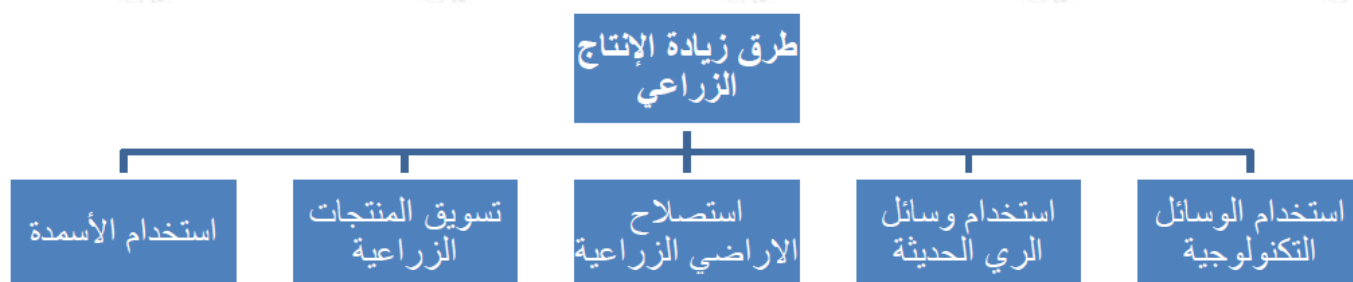 طرق زيادة الإنتاج
الزراعي
استخدام الوسائل
التكنولوجية
استخدام وسائل
الري الحديثة
استصلاح
الاراضي الزراعية
تسويق المنتجات
الزراعية
استخدام الأسمدة